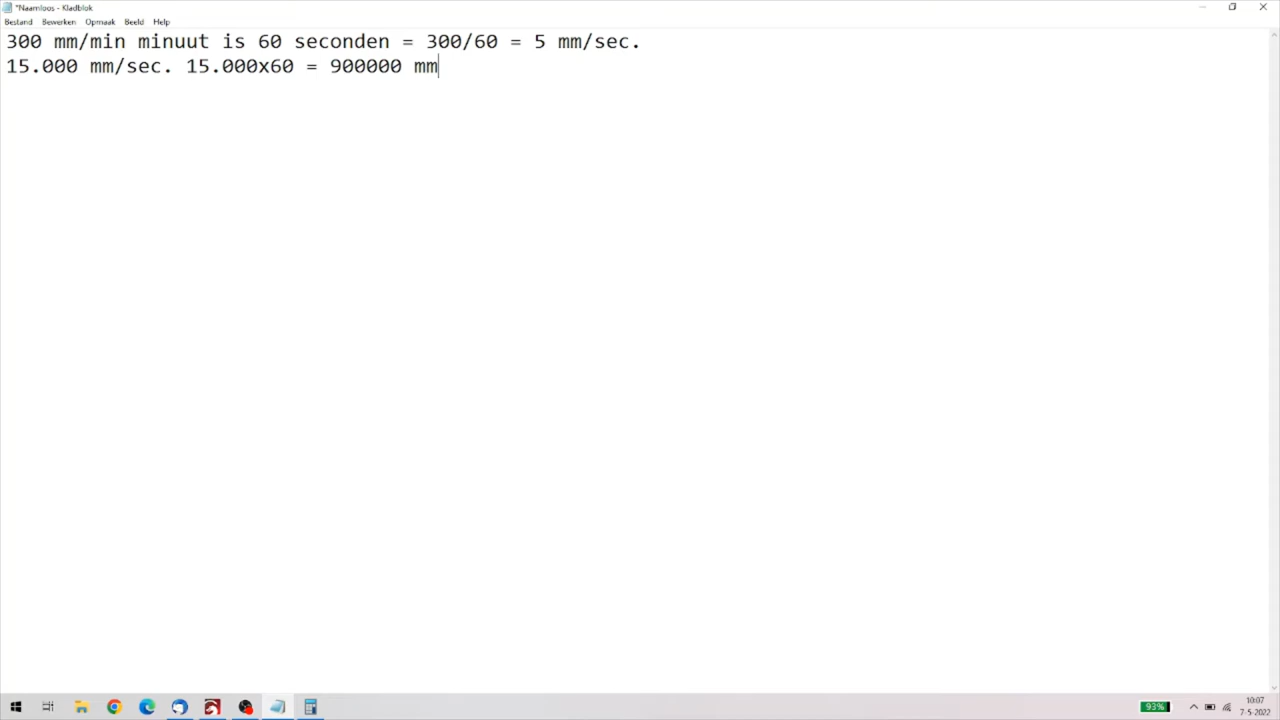 *Naamloos - Kladblok
Bestand Bewerken Opmaak Beeld Help
300 mm/min minuut is 60 seconden = 300/60 = 5 mm/sec.
15.000 mm/sec. 15.000x60 = 900000 mm
93%
10:07
7-5-2022